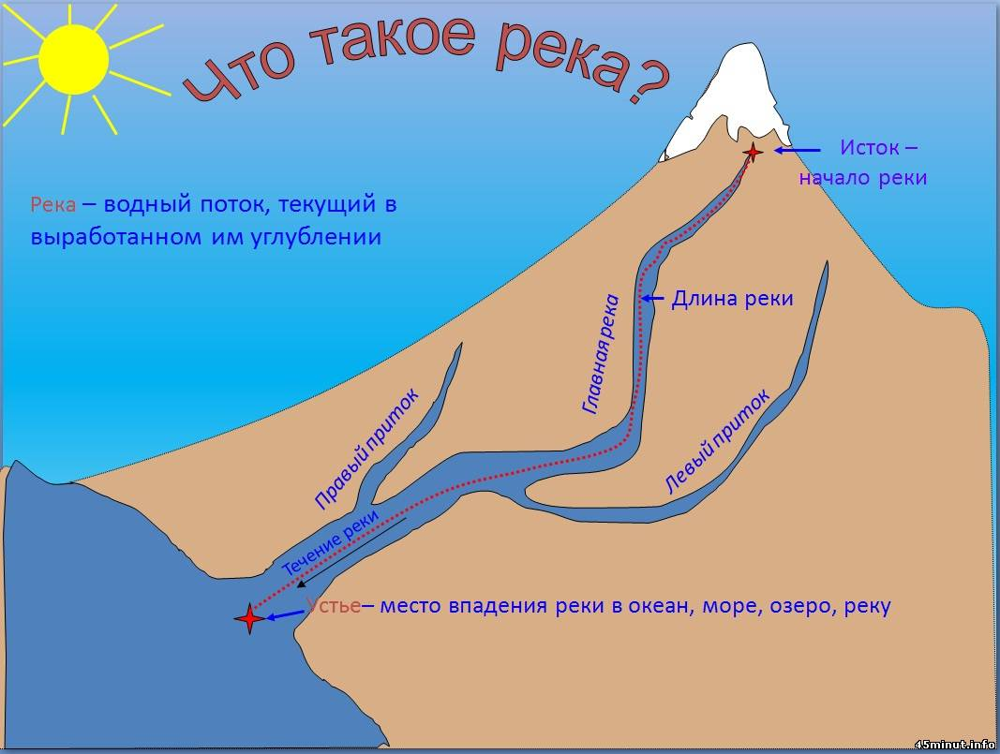 Что такое река?
Исток –
начало реки
Река – водный поток, текущий в
выработанном им углублении
Длина реки
Главная река
Правый приток
Левый приток
Течение реки
Устье– место впадения реки в океан, море, озеро, реку
45minut.info